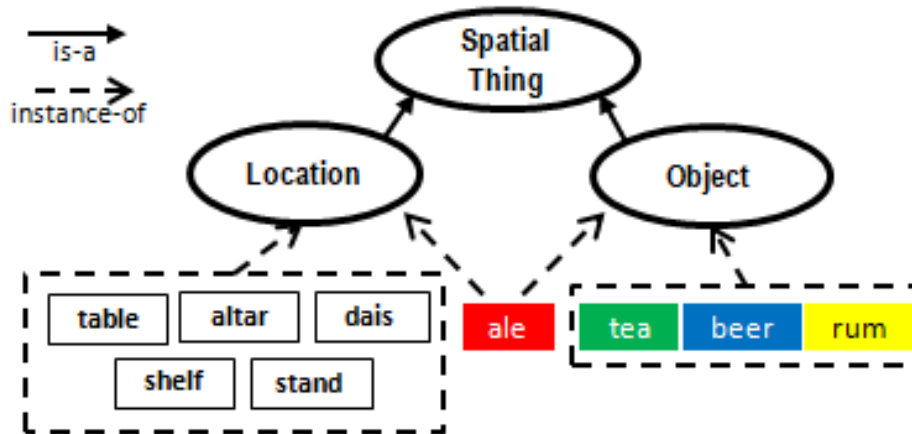 is-a
instance-of
Spatial
Thing
Location
Object
table
altar
dais
shelf
stand
ale
tea
beer
rum